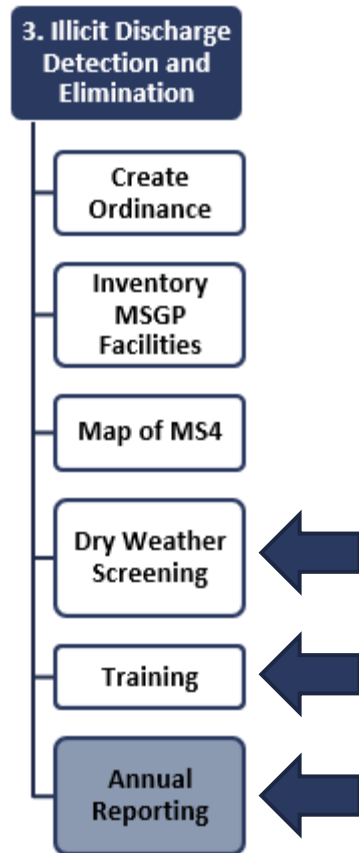 3. Illicit Discharge
Detection and
Elimination
Create
Ordinance
Inventory
MSGP
Facilities
Map of MS4
Dry Weather
Screening
Training
Annual
Reporting